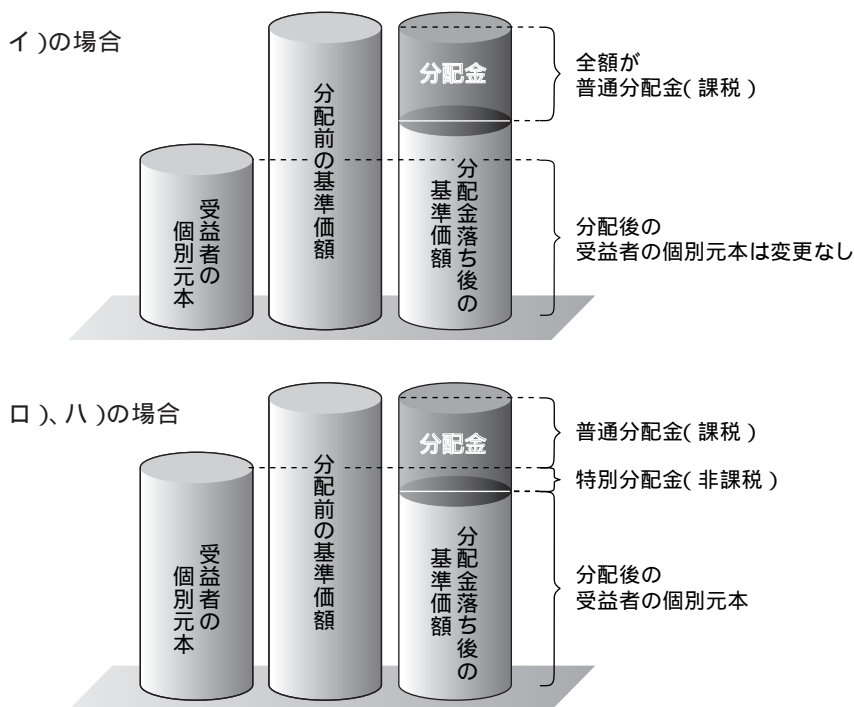 イ)の場合
受益者の
個別元本
分配前の基準価額
分配金
分配金落ち後の
基準価額
全額が
普通分配金(課税)
分配後の
受益者の個別元本は変更なし
ロ)、ハ)の場合
受益者の
個別元本
分配前の基準価額
分配金
分配金落ち後の
基準価額
普通分配金(課税)
特別分配金(非課税)
分配後の
受益者の個別元本